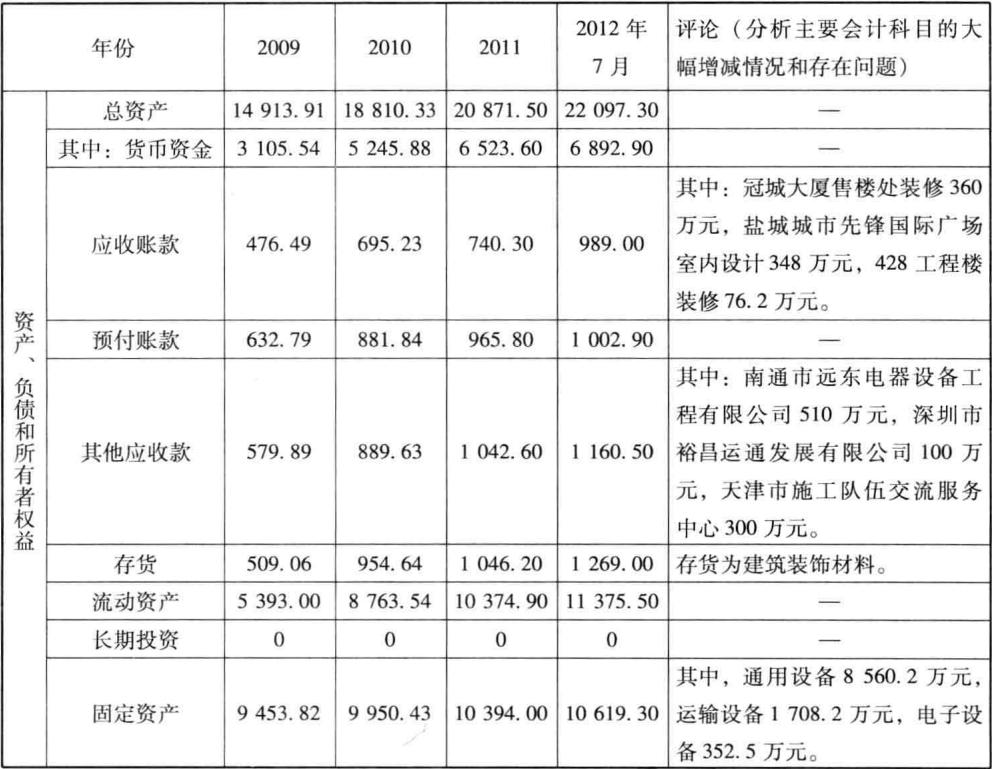 年份 2009 2010 2011 2012 年 7 月 评论（分析主要会计科目的大
幅增减情况和存在问题）
资产、负债和所有者权益
总资产 14 913.91 18 810.33 20 871.50 22 097.30 —
其中：货币资金 3 105.54 5 245.88 6 523.60 6 892.90 —
应收账款 476.49 695.23 740.30 989.00 其中：冠城大厦售楼处装修 360
万元，盐城城市先锋国际广场
室内设计 348 万元，428 工程楼
装修 76.2 万元。
预付账款 632.79 881.84 965.80 1 002.90 —
其他应收款 579.89 889.63 1 042.60 1 160.50 其中：南通市远东电器设备工
程有限公司 510 万元，深圳市
裕昌运通发展有限公司 100 万
元，天津市施工队伍交流服务
中心 300 万元。
存货 509.06 954.64 1 046.20 1 269.00 存货为建筑装饰材料。
流动资产 5 393.00 8 763.54 10 374.90 11 375.50 —
长期投资 0 0 0 0 —
固定资产 9 453.82 9 950.43 10 394.00 10 619.30 其中，通用设备 8 560.2 万元，
运输设备 1 708.2 万元，电子设
备 352.5 万元。